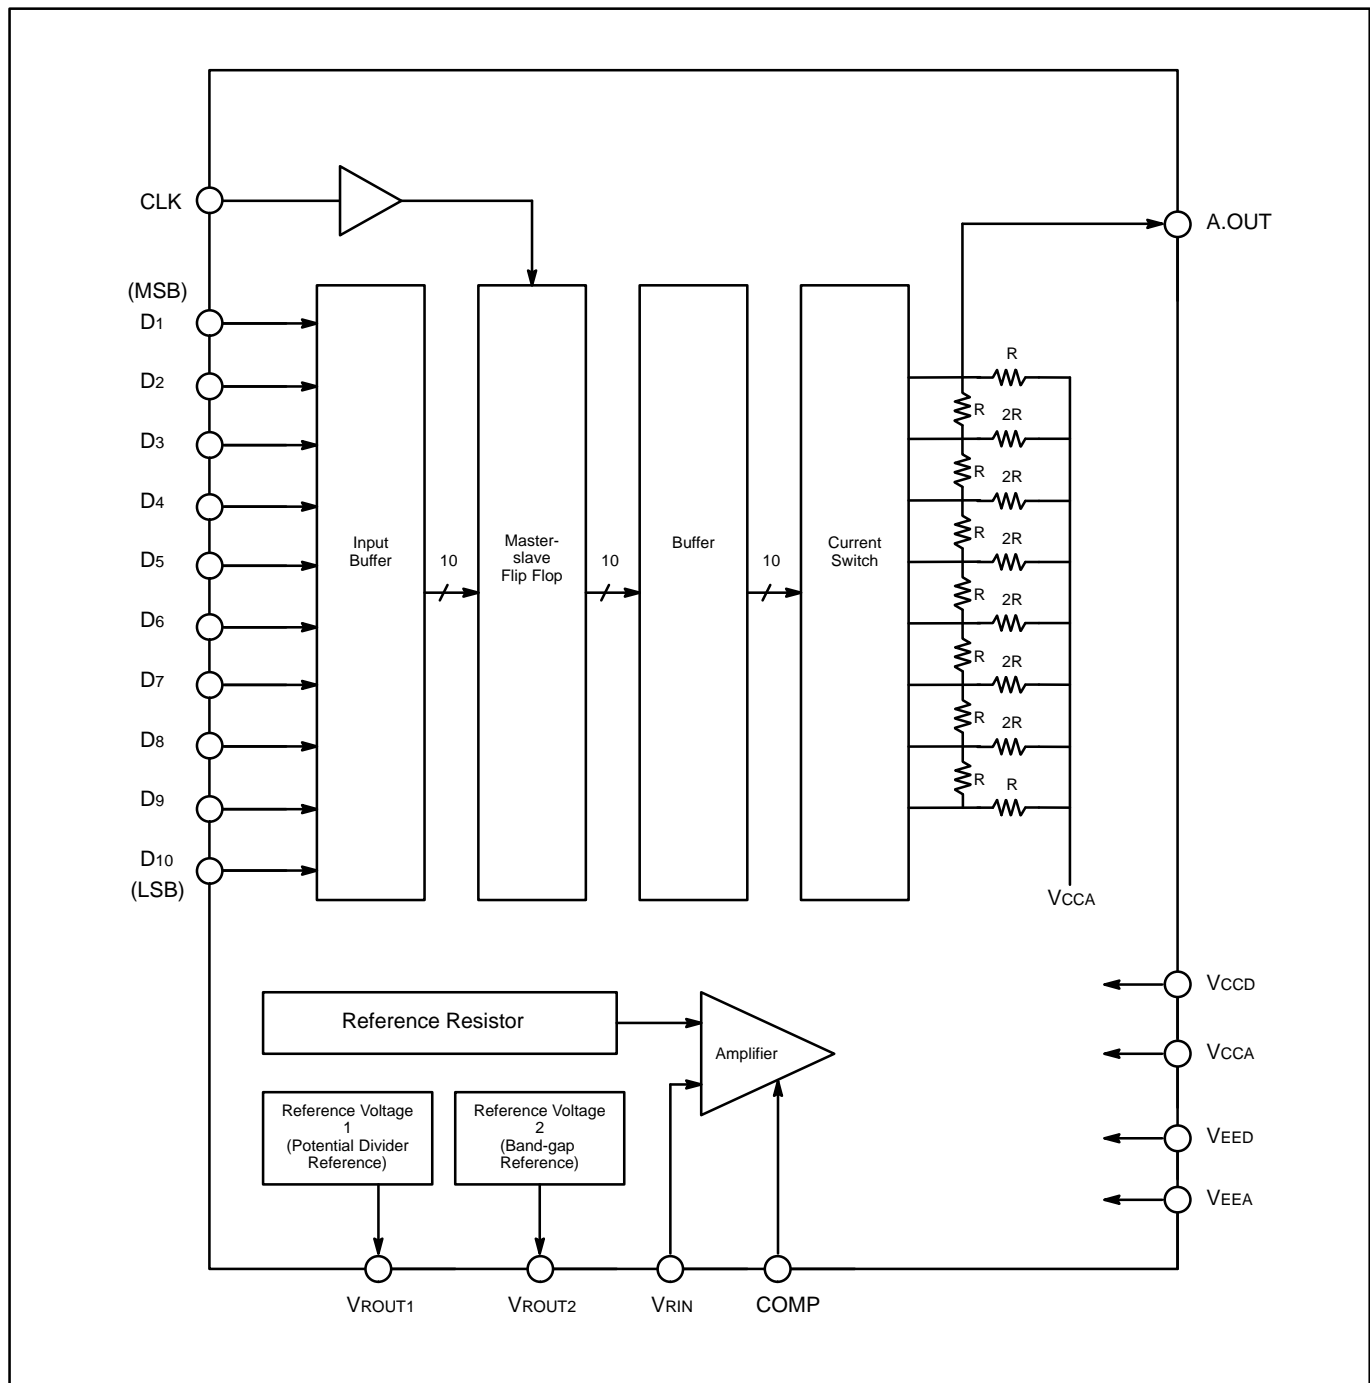 CLK
A.OUT
(MSB)
D1
D2
D3
D4
D5
D6
D7
D8
D9
D10
(LSB)
Input
Buffer
10
Master-
slave
Flip Flop
10
Buffer
10
Current
Switch
R
R
2R
R
2R
R
2R
R
2R
R
2R
R
2R
R
R
VCCA
VCCD
VCCA
VEED
VEEA
Reference Resistor
Amplifier
Reference Voltage
1
(Potential Divider
Reference)
Reference Voltage
2
(Band-gap
Reference)
VROUT1
VROUT2
VRIN
COMP